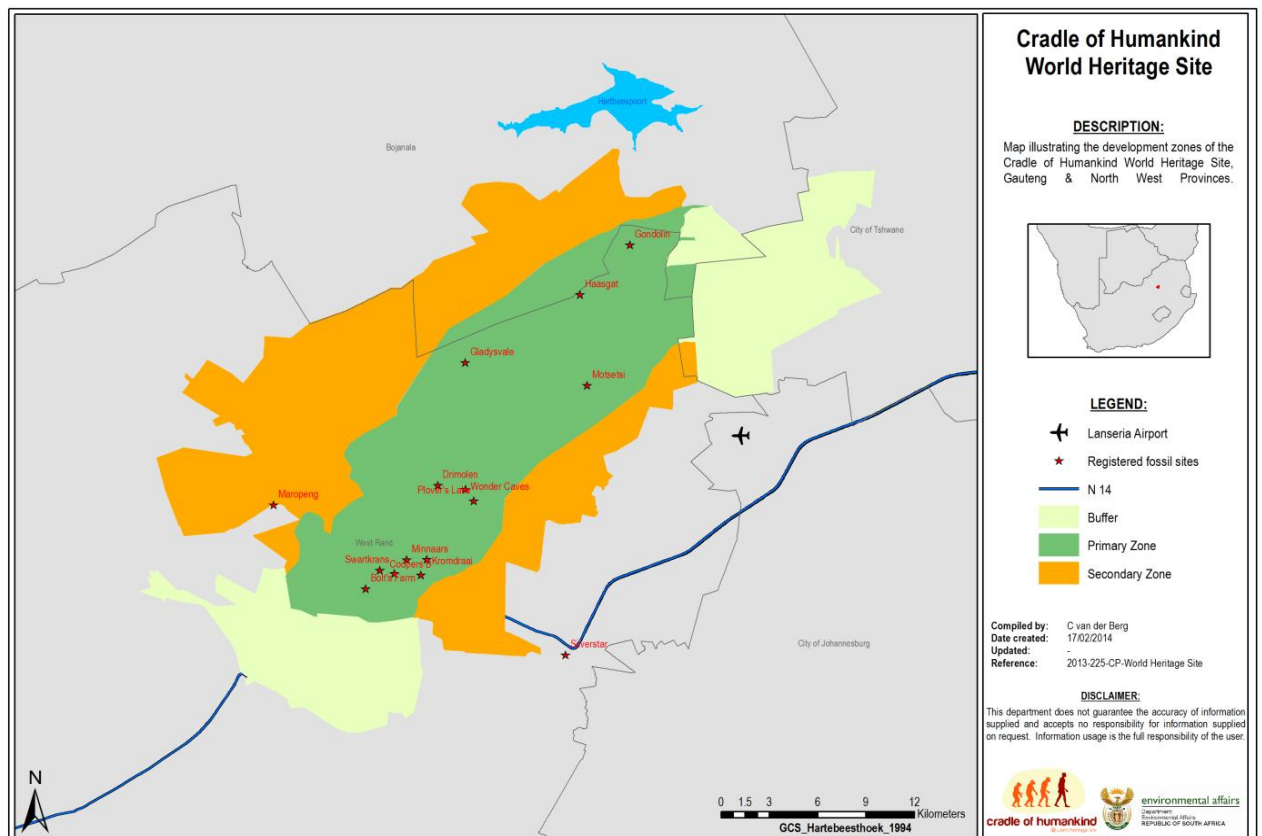 Hartbeespoort
Bojanala
City of Tshwane
Gondolin
Haasgat
Gladysvale
Motsetsi
Drimolen
Plover's Lake
Wonder Caves
Maropeng
West Rand
Minnaars
Swartkrans
Kromdraai
Coopers B
Bolt's Farm
Silverstar
City of Johannesburg
N
0 1.5 3 6 9 12
Kilometers
GCS_Hartebeesthoek_1994
Cradle of Humankind
World Heritage Site
DESCRIPTION:
Map illustrating the development zones of the
Cradle of Humankind World Heritage Site,
Gauteng & North West Provinces.
LEGEND:
Lanseria Airport
Registered fossil sites
N 14
Buffer
Primary Zone
Secondary Zone
Compiled by: C van der Berg
Date created: 17/02/2014
Updated: -
Reference: 2013-225-CP-World Heritage Site
DISCLAIMER:
This department does not guarantee the accuracy of information
supplied and accepts no responsibility for information supplied
on request. Information usage is the full responsibility of the user.
cradle of humankind
environmental affairs
Department:
Environmental Affairs
REPUBLIC OF SOUTH AFRICA